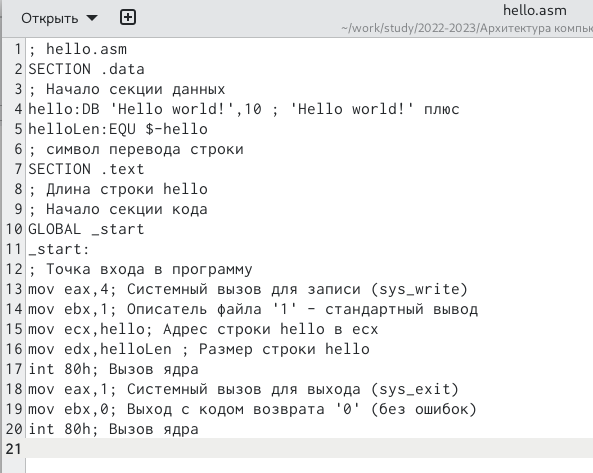 Открыть
hello.asm
~/work/study/2022-2023/Архитектура компью
1 ; hello.asm
2 SECTION .data
3 ; Начало секции данных
4 hello:DB 'Hello world!',10 ; 'Hello world!' плюс
5 helloLen:EQU $-hello
6 ; символ перевода строки
7 SECTION .text
8 ; Длина строки hello
9 ; Начало секции кода
10 GLOBAL _start
11 _start:
12 ; Точка входа в программу
13 mov eax,4; Системный вызов для записи (sys_write)
14 mov ebx,1; Описатель файла '1' - стандартный вывод
15 mov ecx,hello; Адрес строки hello в ecx
16 mov edx,helloLen ; Размер строки hello
17 int 80h; Вызов ядра
18 mov eax,1; Системный вызов для выхода (sys_exit)
19 mov ebx,0; Выход с кодом возврата '0' (без ошибок)
20 int 80h; Вызов ядра
21